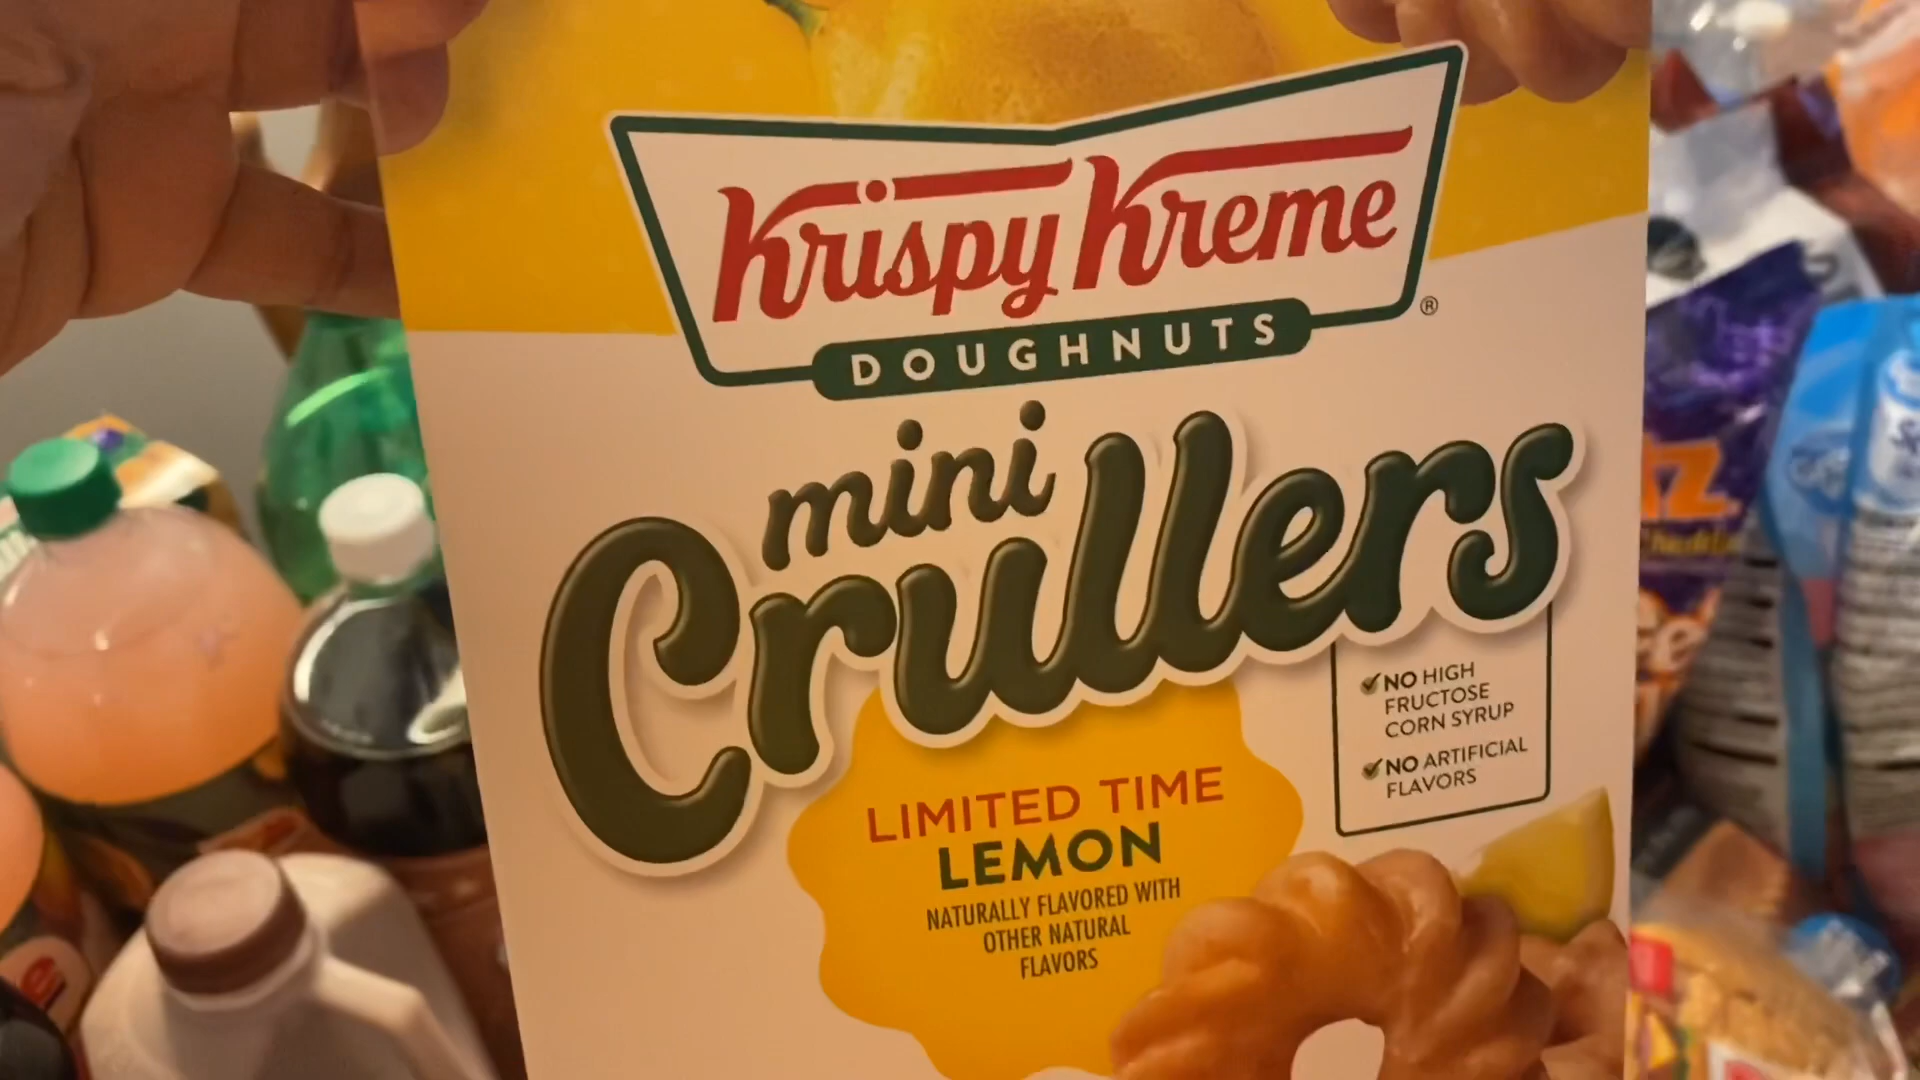 Krispy Kreme
DOUGHNUTS
®
mini
Crullers
NO HIGH
FRUCTOSE
CORN SYRUP
NO ARTIFICIAL
FLAVORS
LIMITED TIME
LEMON
NATURALLY FLAVORED WITH
OTHER NATURAL
FLAVORS